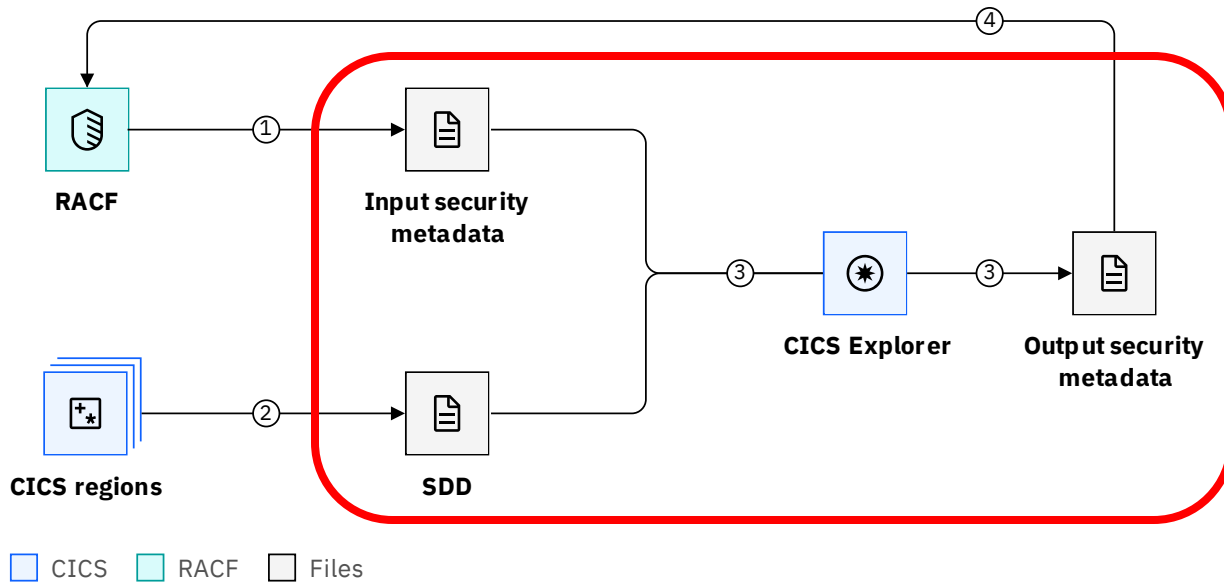 4
1
RACF
Input security
metadata
3
3
CICS Explorer
Output security
metadata
2
CICS regions
SDD
CICS
RACF
Files